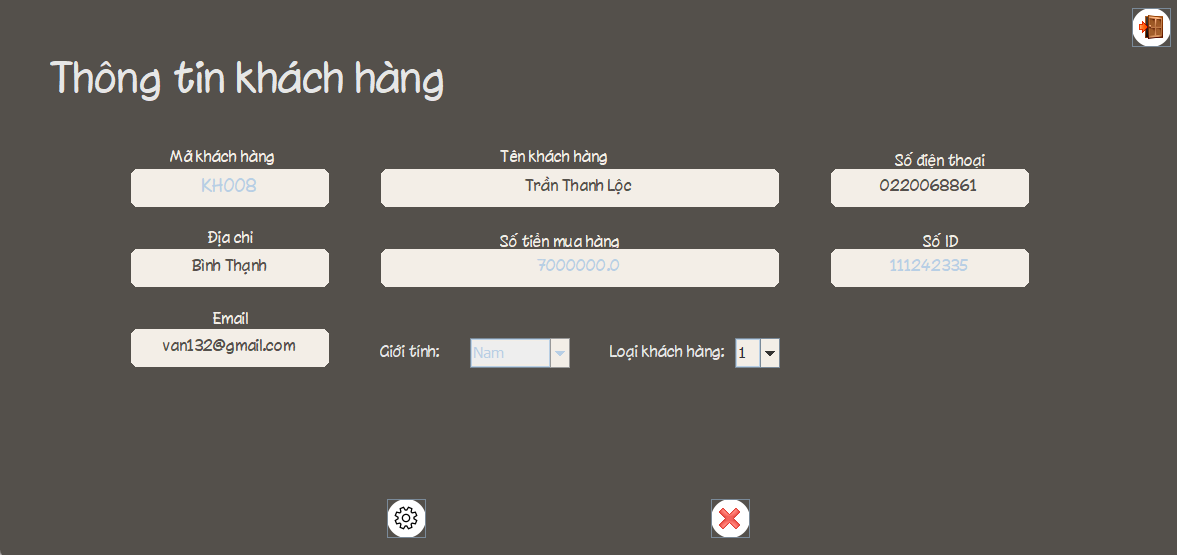 Thông tin khách hàng
Mã khách hàng
Tên khách hàng
Số điện thoại
KH008
Trần Thanh Lộc
0220068861
Địa chỉ
Số tiền mua hàng
Số ID
Bình Thạnh
7000000.0
111242335
Email
van132@gmail.com
Giới tính:
Nam
Loại khách hàng:
1